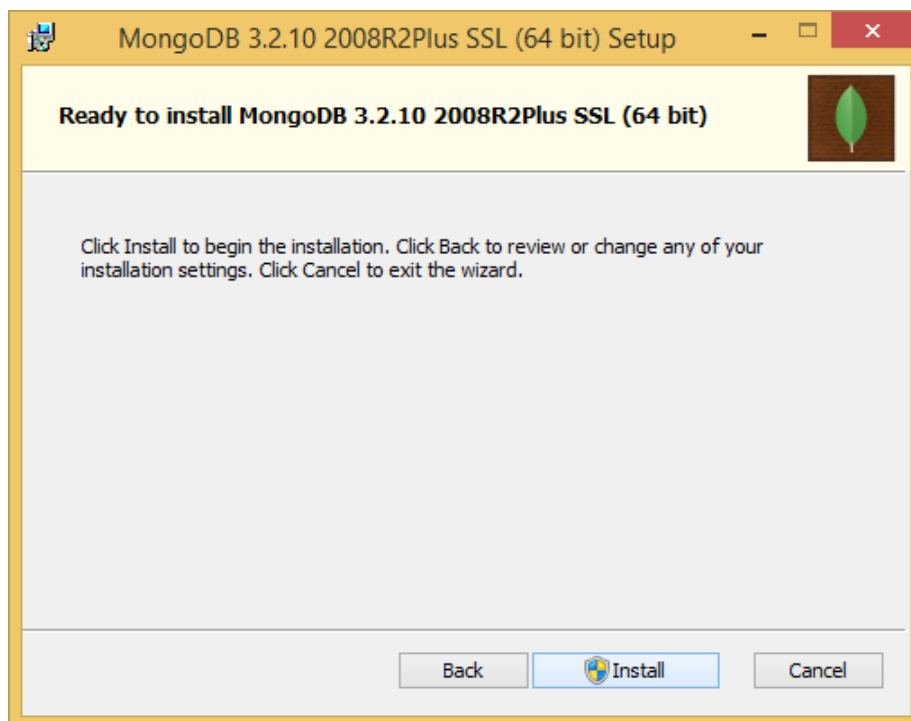 MongoDB 3.2.10 2008R2Plus SSL (64 bit) Setup
Ready to install MongoDB 3.2.10 2008R2Plus SSL (64 bit)
Click Install to begin the installation. Click Back to review or change any of your
installation settings. Click Cancel to exit the wizard.
Back Install Cancel